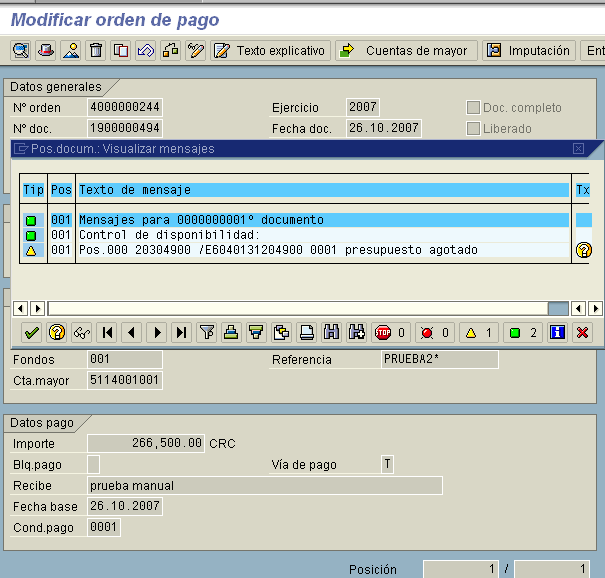 Modificar orden de pago
Texto explicativo Cuentas de mayor Imputación Ent
Datos generales
Nº orden 4000000244 Ejercicio 2007 Doc. completo
Nº doc. 1900000494 Fecha doc. 26.10.2007 Liberado
Pos.docum.: Visualizar mensajes
Tip Pos Texto de mensaje Tx
001 Mensajes para 0000000001º documento
001 Control de disponibilidad:
001 Pos.000 20304900 /E6040131204900 0001 presupuesto agotado
STOP 0 0 1 2
Fondos 001 Referencia PRUEBA2*
Cta.mayor 5114001001
Datos pago
Importe 266,500.00 CRC
Blq.pago Vía de pago T
Recibe prueba manual
Fecha base 26.10.2007
Cond.pago 0001
Posición 1 / 1